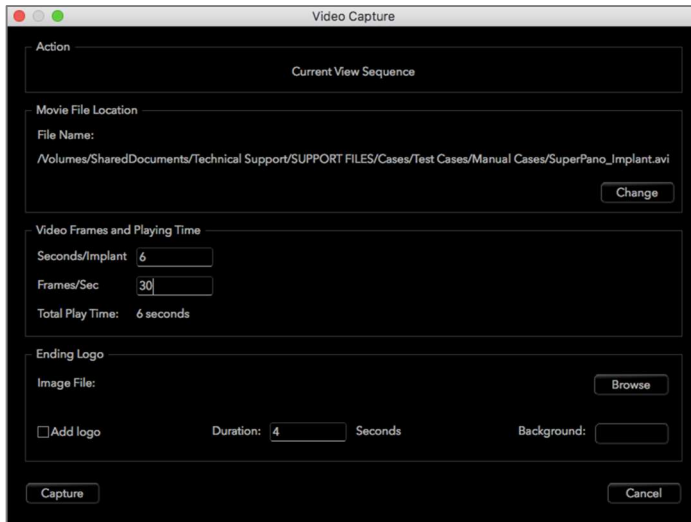 Video Capture
Action
Current View Sequence
Movie File Location
File Name:
/Volumes/SharedDocuments/Technical Support/SUPPORT FILES/Cases/Test Cases/Manual Cases/SuperPano_Implant.avi
Change
Video Frames and Playing Time
Seconds/Implant 6
Frames/Sec 30
Total Play Time: 6 seconds
Ending Logo
Image File: Browse
Add logo Duration: 4 Seconds Background:
Capture Cancel